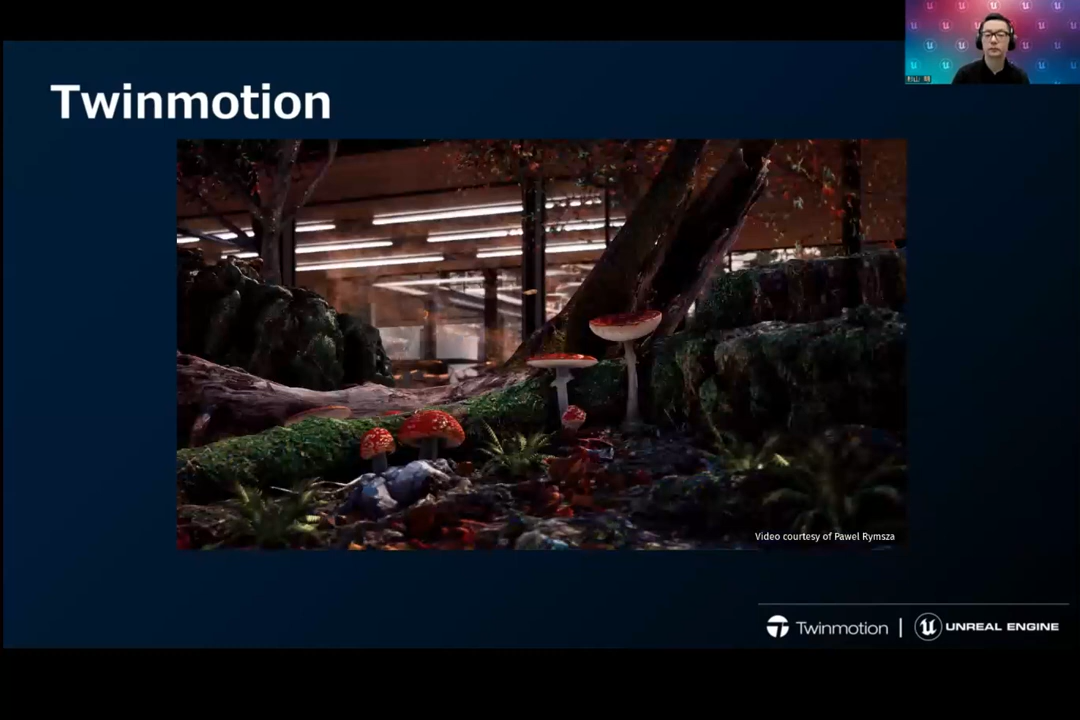 Twinmotion
Video courtesy of Pawel Rymsza
Twinmotion | UNREAL ENGINE